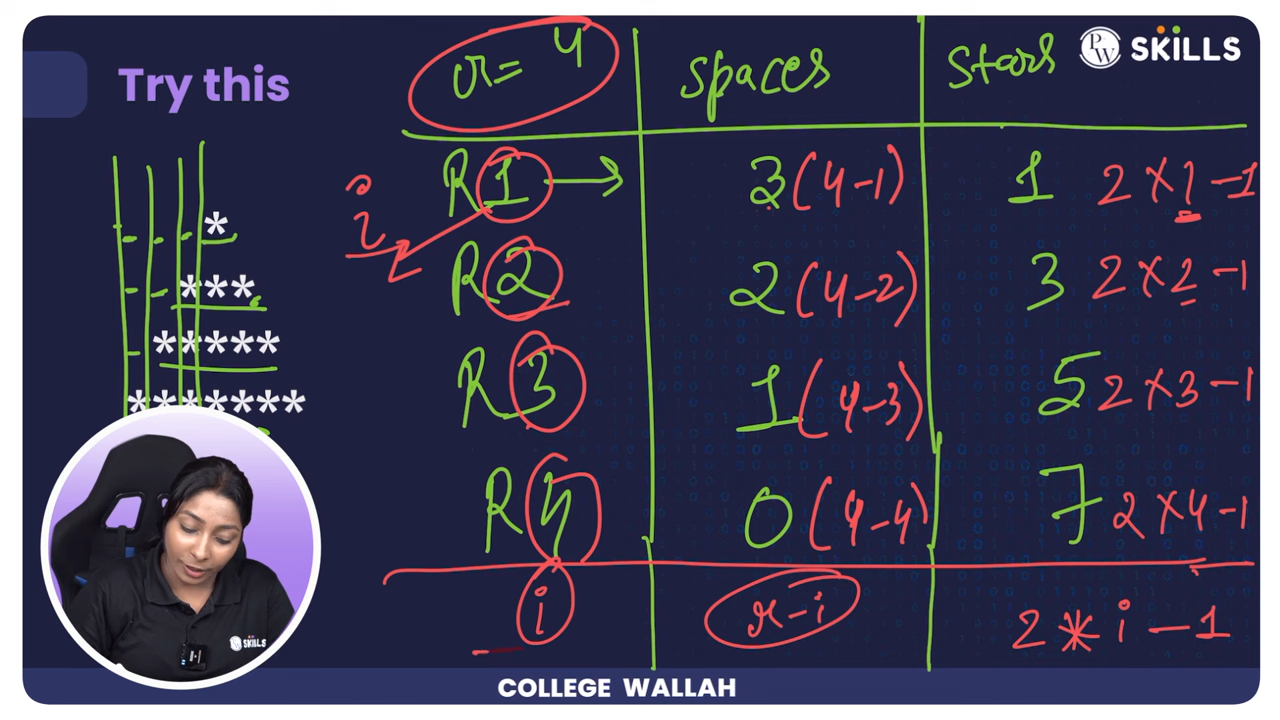 Try this
PW SKILLS
r = 4 spaces stars
R1 → 3 (4-1) 1 2×1-1
i
R2 2 (4-2) 3 2×2-1
R3 1 (4-3) 5 2×3-1
R4 0 (4-4) 7 2×4-1
i r-i 2*i-1
*
***
*****
*******
SKILLS
COLLEGE WALLAH